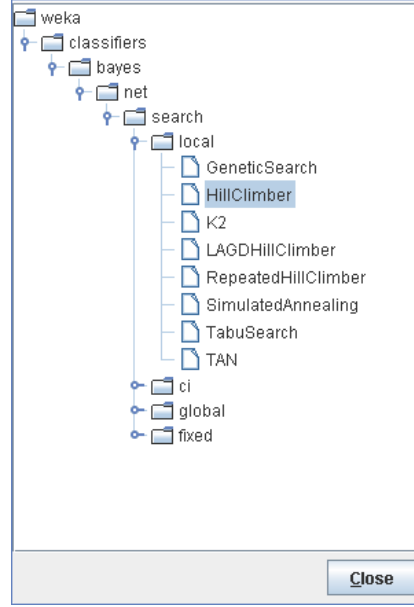 weka
classifiers
bayes
net
search
local
GeneticSearch
HillClimber
K2
LAGDHillClimber
RepeatedHillClimber
SimulatedAnnealing
TabuSearch
TAN
ci
global
fixed
Close